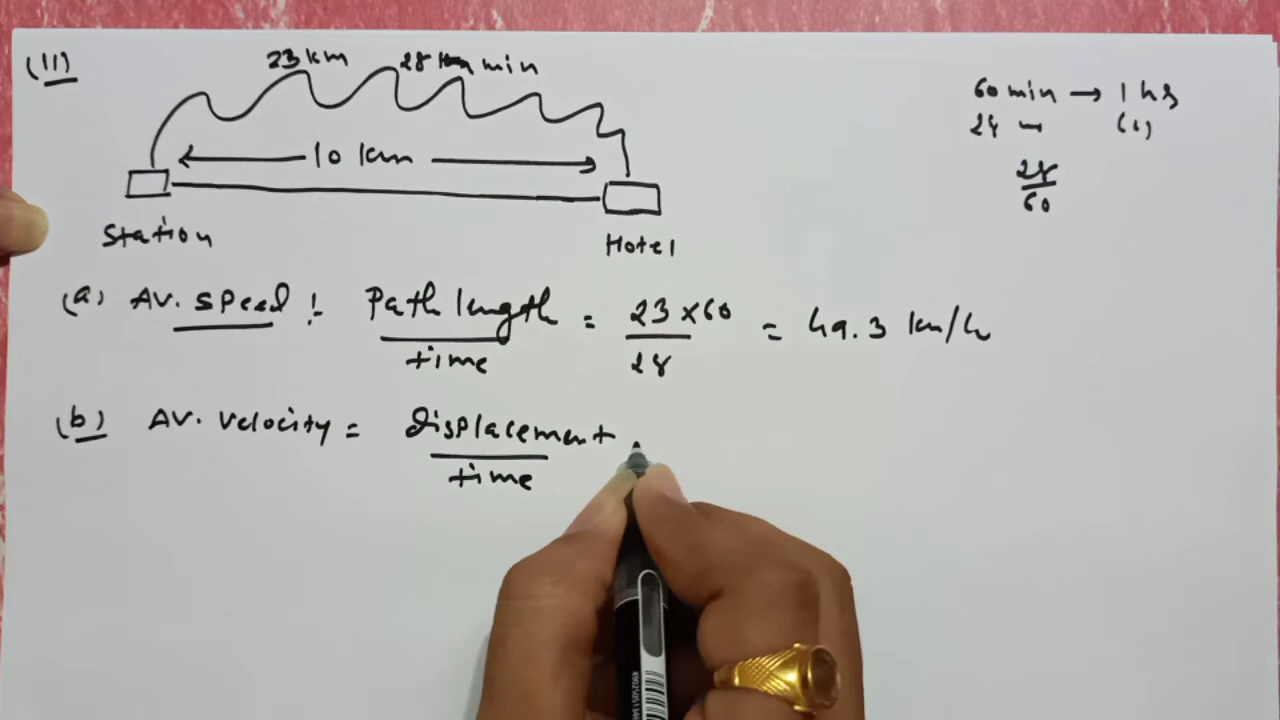 (11)
23 km 28 min
10 km
Station
Hotel
60 min → 1 hr
28 " (1)
28
60
(a) Av. speed : Path length / time = 23 x 60 / 28 = 49.3 km/h
(b) Av. velocity = Displacement / time